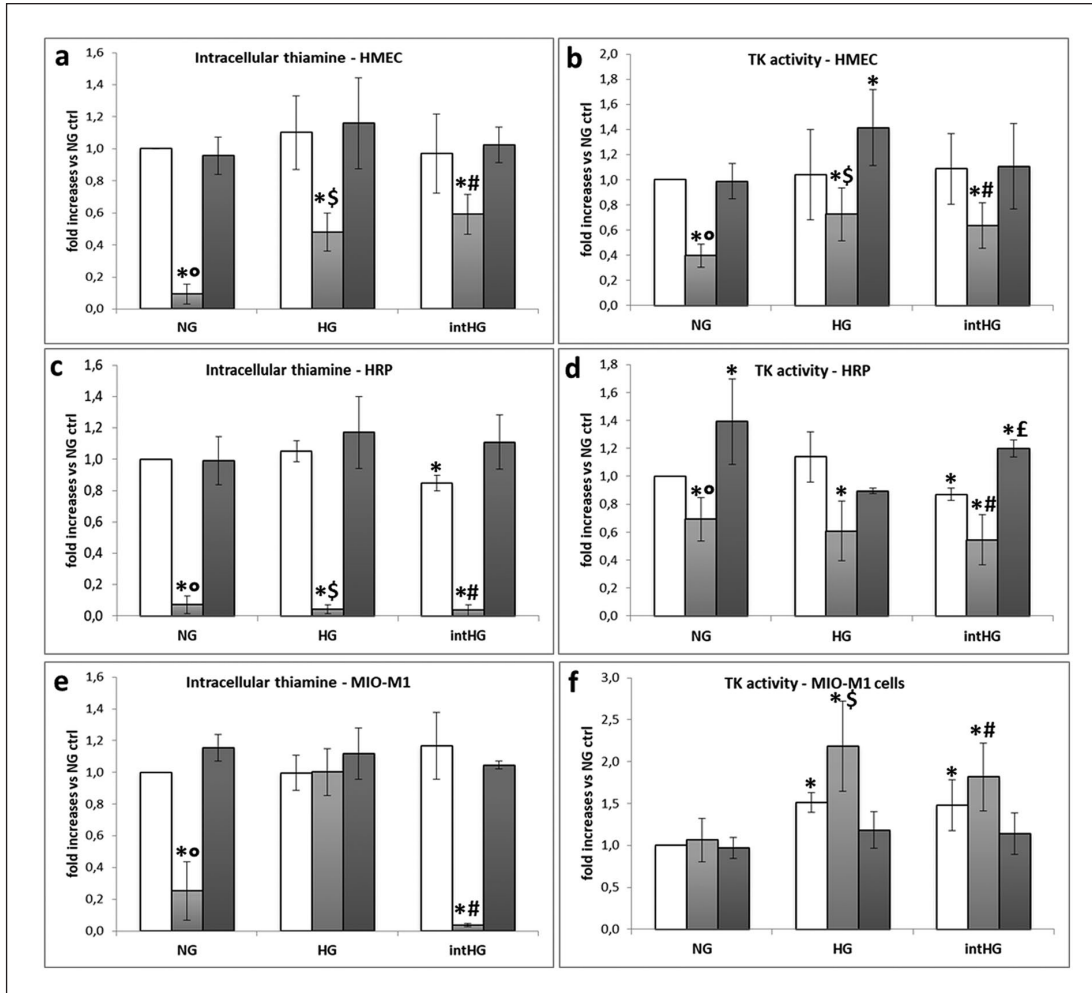 a
Intracellular thiamine - HMEC
fold increases vs NG ctrl
1,6
1,4
1,2
1,0
0,8
0,6
0,4
0,2
0,0
*o
*$
*#
NG HG intHG
b
TK activity - HMEC
fold increases vs NG ctrl
2,0
1,8
1,6
1,4
1,2
1,0
0,8
0,6
0,4
0,2
0,0
*o
*$
*
*#
NG HG intHG
c
Intracellular thiamine - HRP
fold increases vs NG ctrl
1,6
1,4
1,2
1,0
0,8
0,6
0,4
0,2
0,0
*o
*$
*
*#
NG HG intHG
d
TK activity - HRP
fold increases vs NG ctrl
1,8
1,6
1,4
1,2
1,0
0,8
0,6
0,4
0,2
0,0
*o
*
*
*
*#
*£
NG HG intHG
e
Intracellular thiamine - MIO-M1
fold increases vs NG ctrl
1,6
1,4
1,2
1,0
0,8
0,6
0,4
0,2
0,0
*o
*#
NG HG intHG
f
TK activity - MIO-M1 cells
fold increases vs NG ctrl
3,0
2,5
2,0
1,5
1,0
0,5
0,0
*
*$
*
*#
NG HG intHG